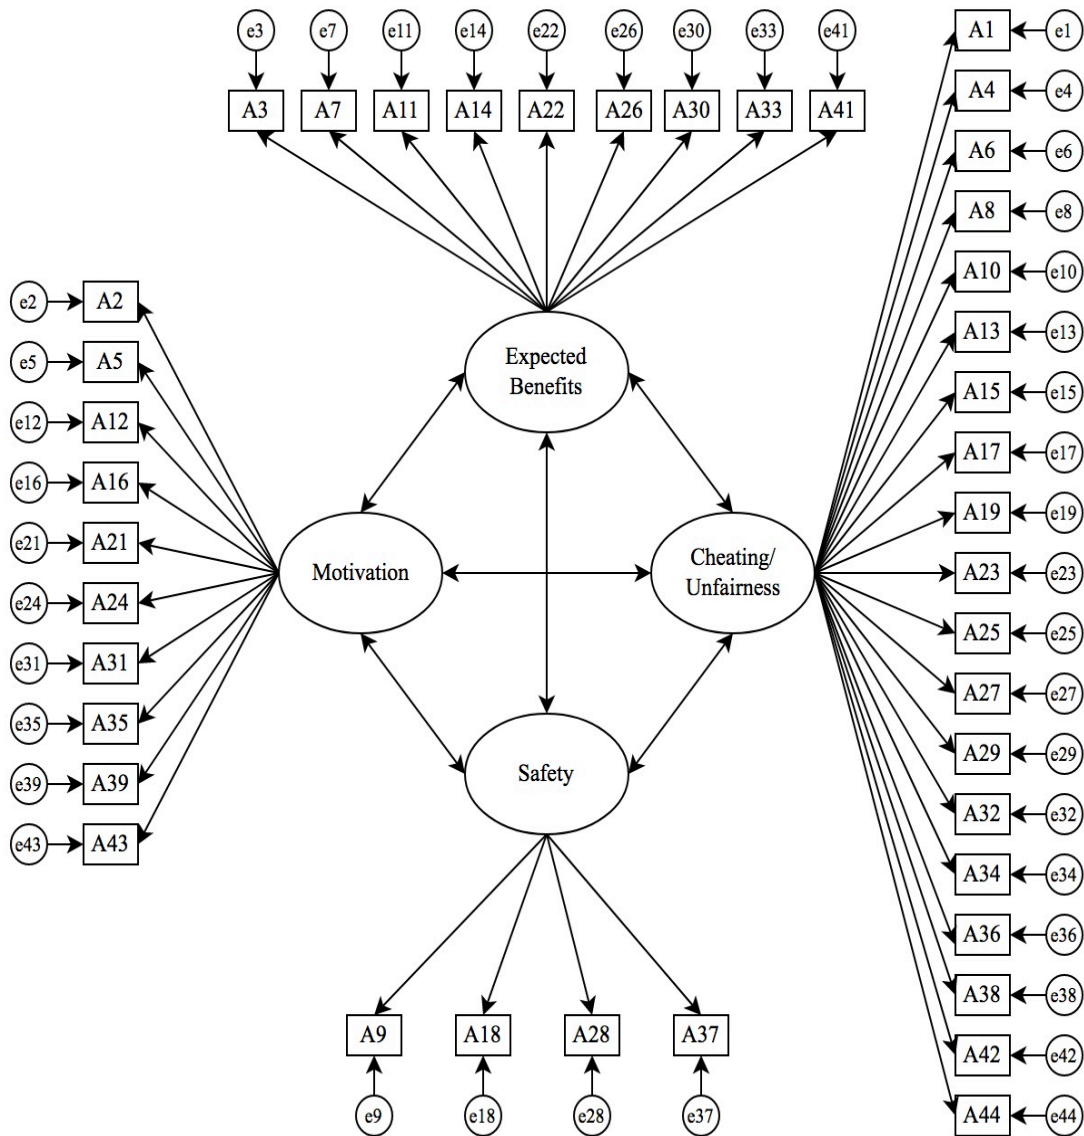 e3 e7 e11 e14 e22 e26 e30 e33 e41
A3 A7 A11 A14 A22 A26 A30 A33 A41
A1 e1
A4 e4
A6 e6
A8 e8
A10 e10
A13 e13
A15 e15
A17 e17
A19 e19
A23 e23
A25 e25
A27 e27
A29 e29
A32 e32
A34 e34
A36 e36
A38 e38
A42 e42
A44 e44
e2 A2
e5 A5
e12 A12
e16 A16
e21 A21
e24 A24
e31 A31
e35 A35
e39 A39
e43 A43
Expected
Benefits
Motivation
Cheating/
Unfairness
Safety
A9 A18 A28 A37
e9 e18 e28 e37